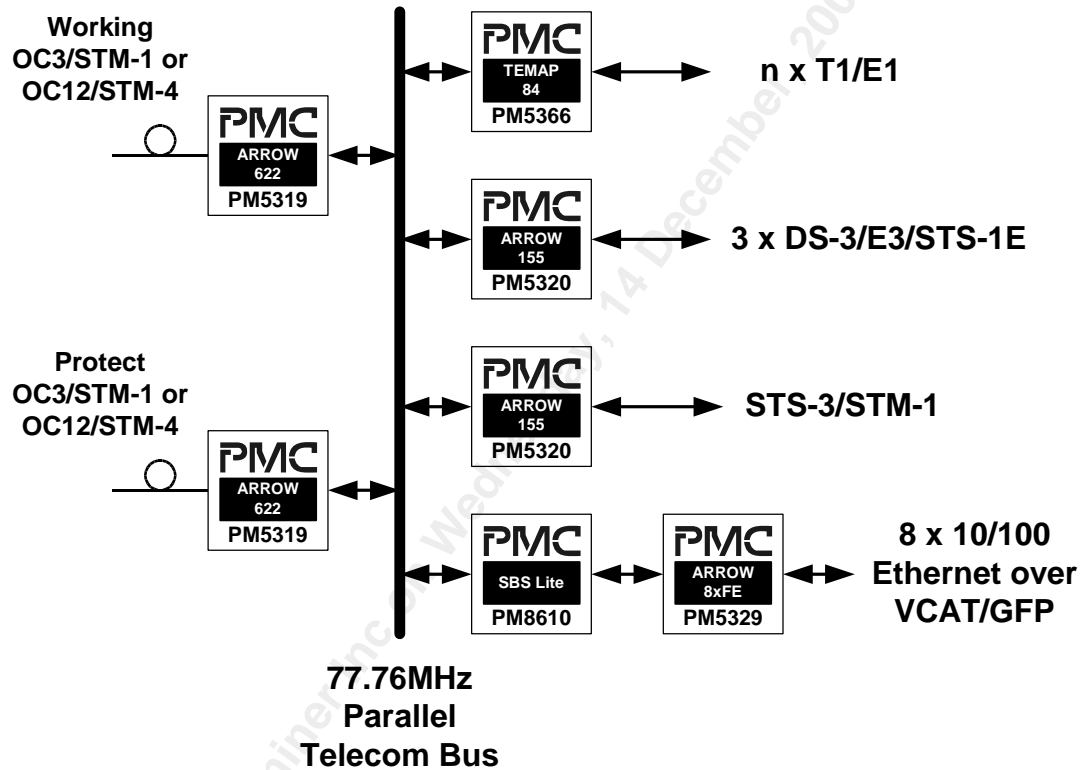 Working
OC3/STM-1 or
OC12/STM-4
PMC
ARROW
622
PM5319
Protect
OC3/STM-1 or
OC12/STM-4
PMC
ARROW
622
PM5319
PMC
TEMAP
84
PM5366
n x T1/E1
PMC
ARROW
155
PM5320
3 x DS-3/E3/STS-1E
PMC
ARROW
155
PM5320
STS-3/STM-1
PMC
SBS Lite
PM8610
PMC
ARROW
8xFE
PM5329
8 x 10/100
Ethernet over
VCAT/GFP
77.76MHz
Parallel
Telecom Bus